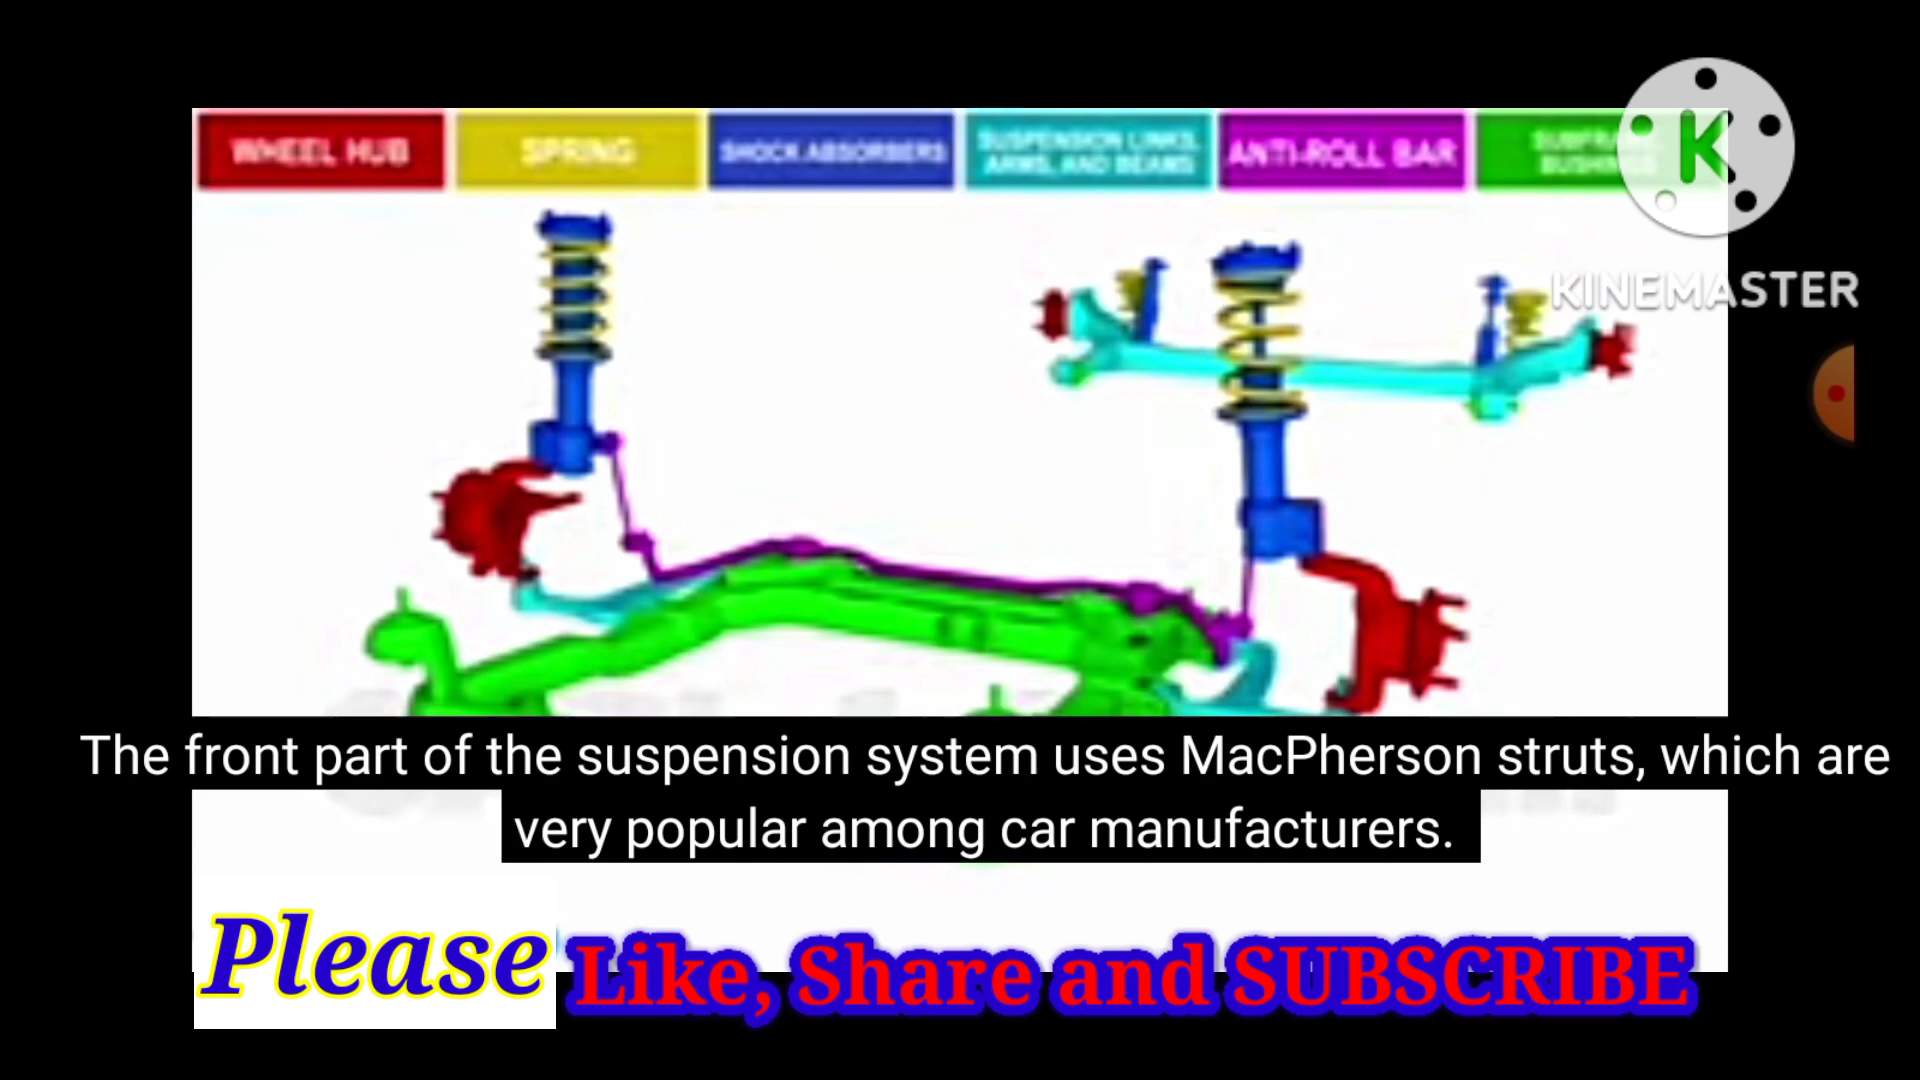 WHEEL HUB
SPRING
SHOCK ABSORBERS
SUSPENSION LINKS,
ARMS, AND BEAMS
ANTI-ROLL BAR
K
KINEMASTER
The front part of the suspension system uses MacPherson struts, which are
very popular among car manufacturers.
Please Like, Share and SUBSCRIBE